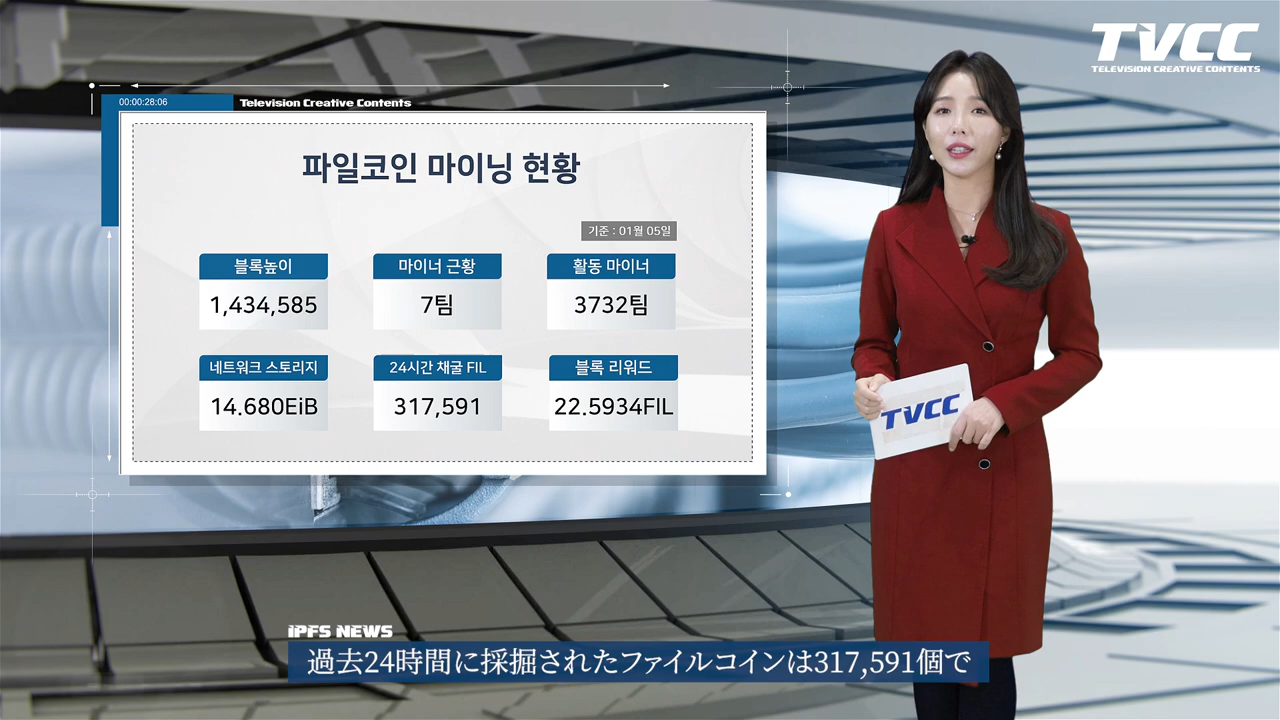 TVCC
TELEVISION CREATIVE CONTENTS
00:00:28:06
Television Creative Contents
파일코인 마이닝 현황
기준 : 01월 05일
블록높이
1,434,585
마이너 근황
7팀
활동 마이너
3732팀
네트워크 스토리지
14.680EiB
24시간 채굴 FIL
317,591
블록 리워드
22.5934FIL
TVCC
iPFS NEWS
過去24時間に採掘されたファイルコインは317,591個で